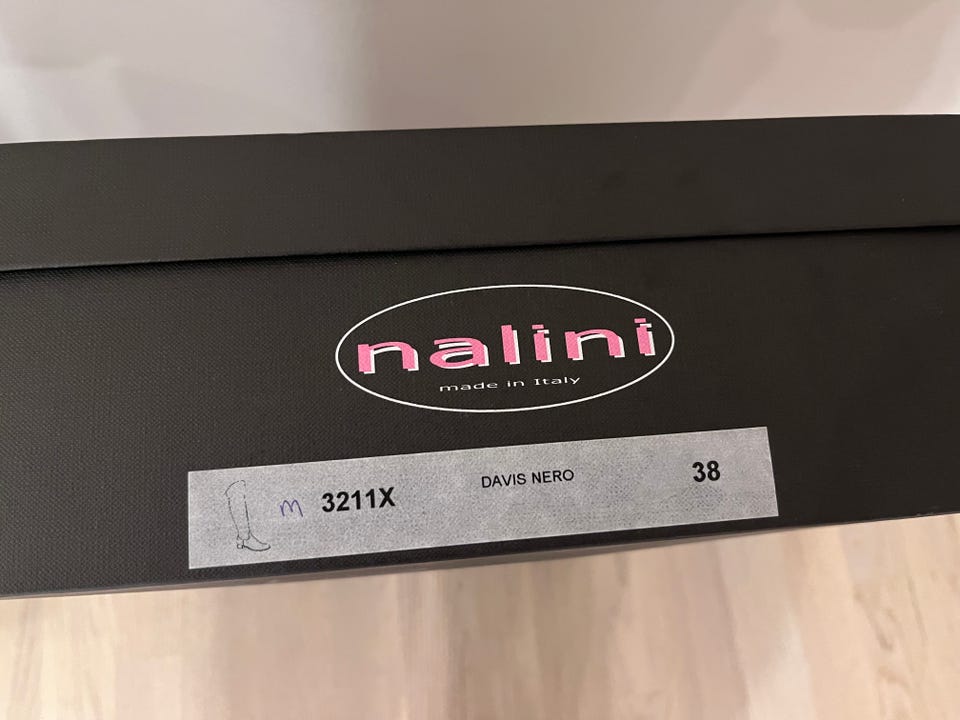 nalini
made in Italy
m 3211X DAVIS NERO 38